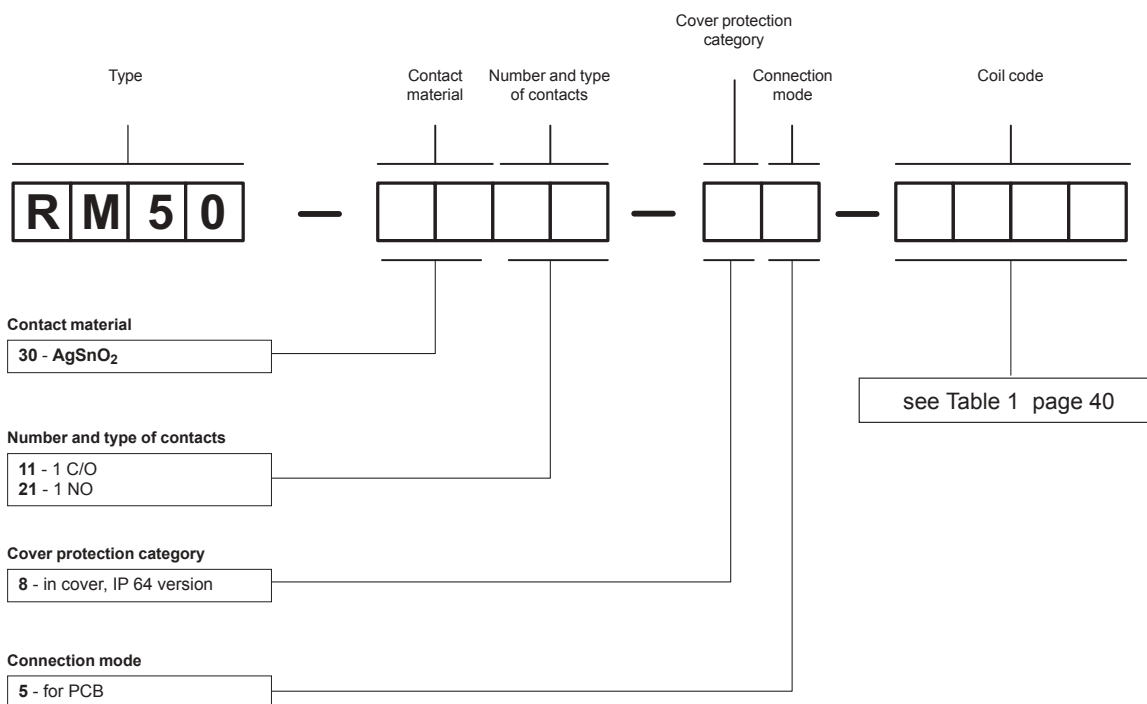 Cover protection
category
Type
Contact
material
Number and type
of contacts
Connection
mode
Coil code
RM50 — — —
Contact material
30 - AgSnO₂
see Table 1 page 40
Number and type of contacts
11 - 1 C/O
21 - 1 NO
Cover protection category
8 - in cover, IP 64 version
Connection mode
5 - for PCB